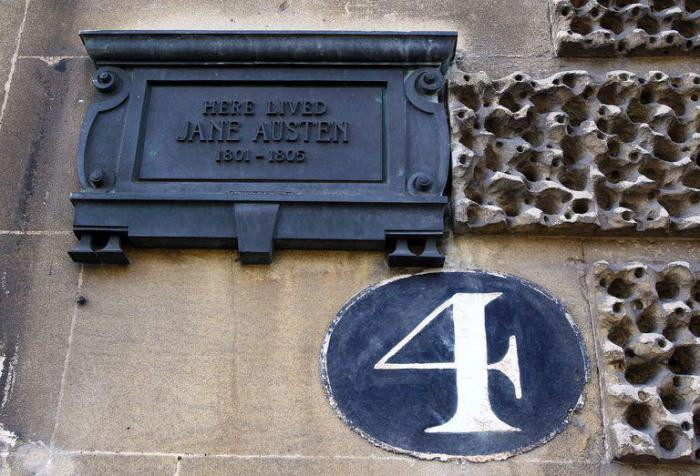 HERE LIVED
JANE AUSTEN
1801 - 1805
4